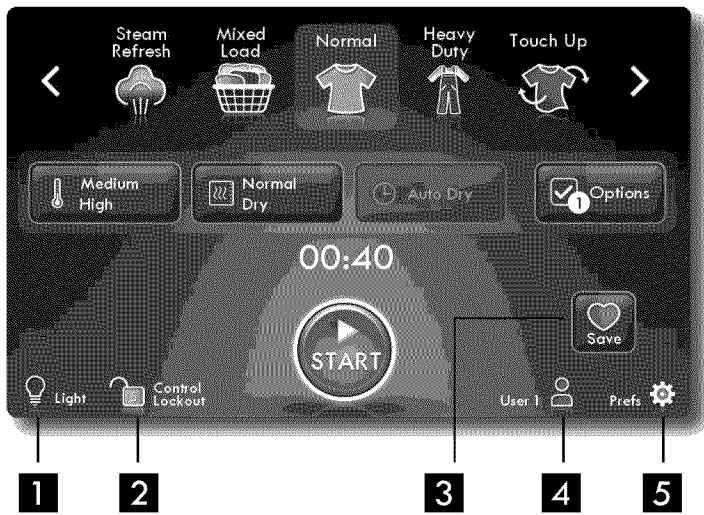 Steam
Refresh
Mixed
Load
Normal
Heavy
Duty
Touch Up
Medium
High
Normal
Dry
Auto Dry
1
Options
00:40
START
Save
Light
Control
Lockout
User 1
Prefs
1
2
3
4
5